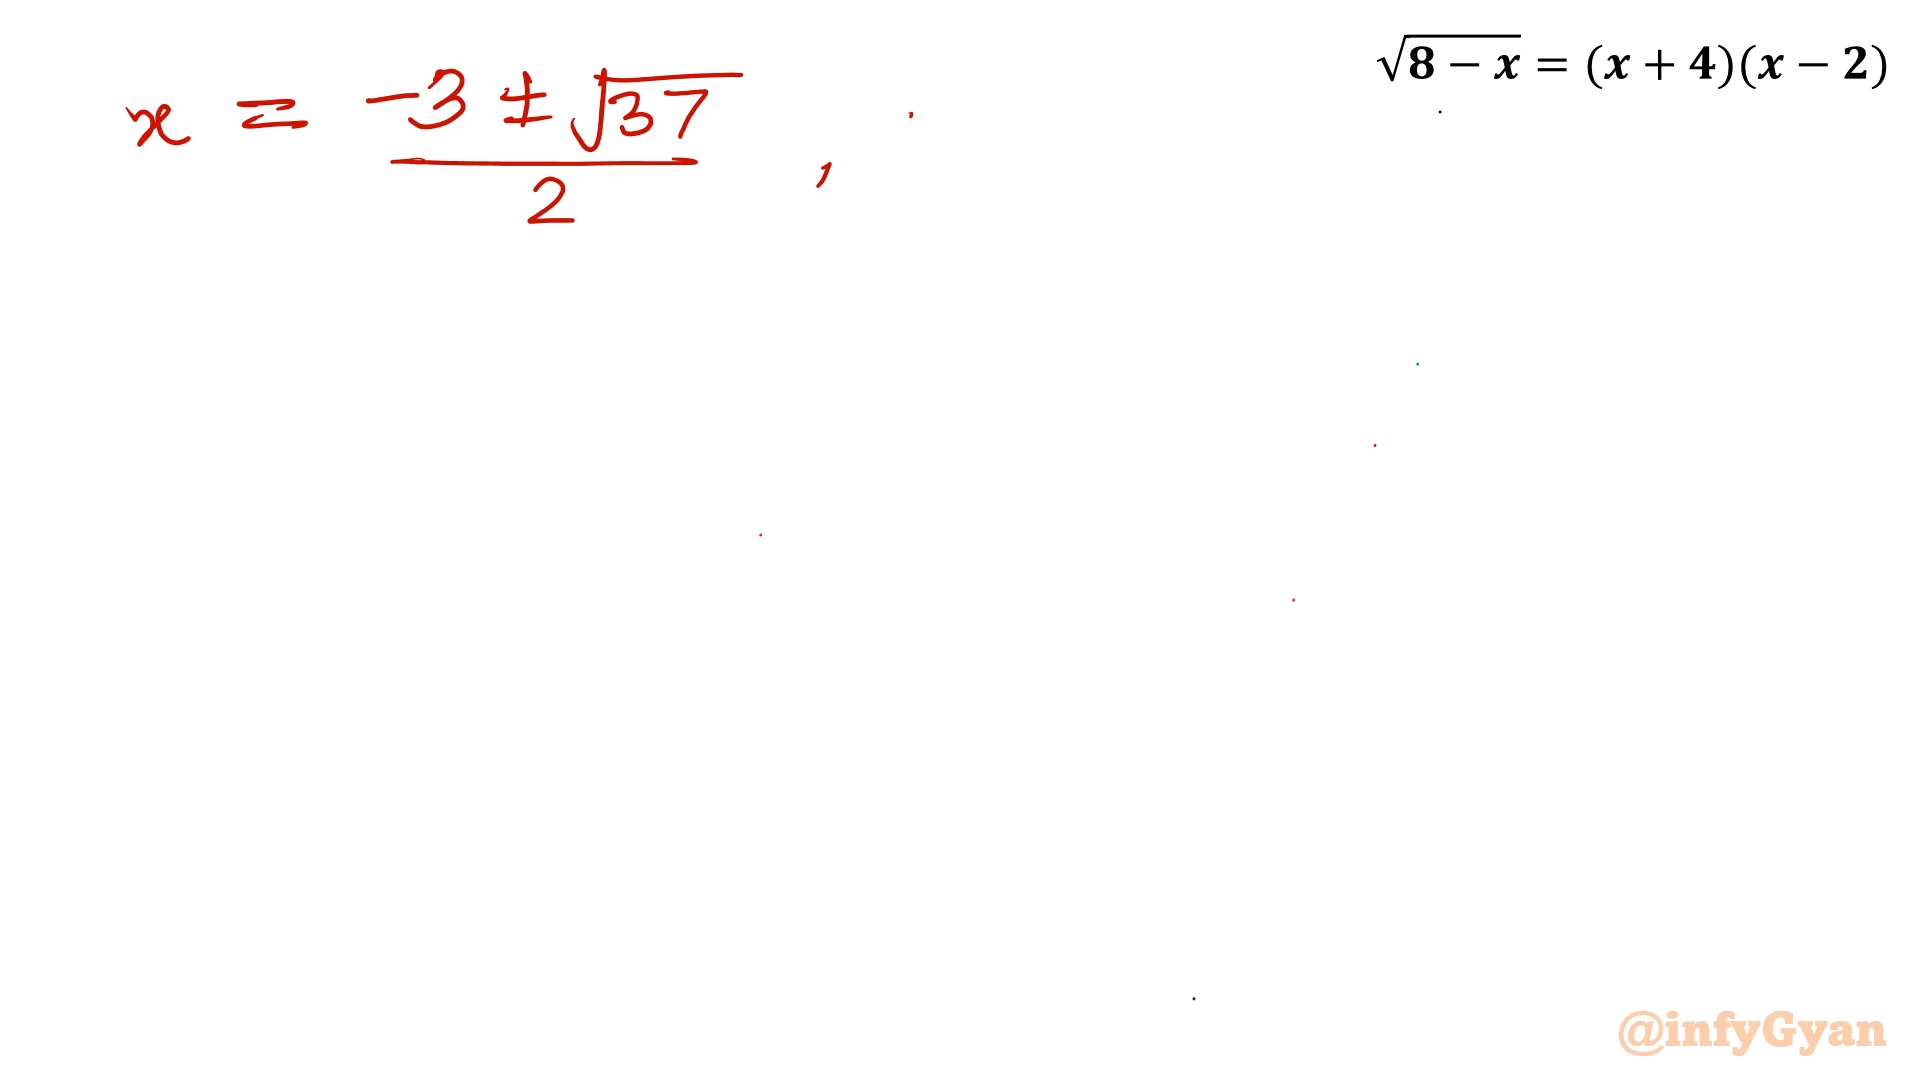 √(8 − x) = (x + 4)(x − 2)
x = (−3 ± √37)/2 ,
@infyGyan